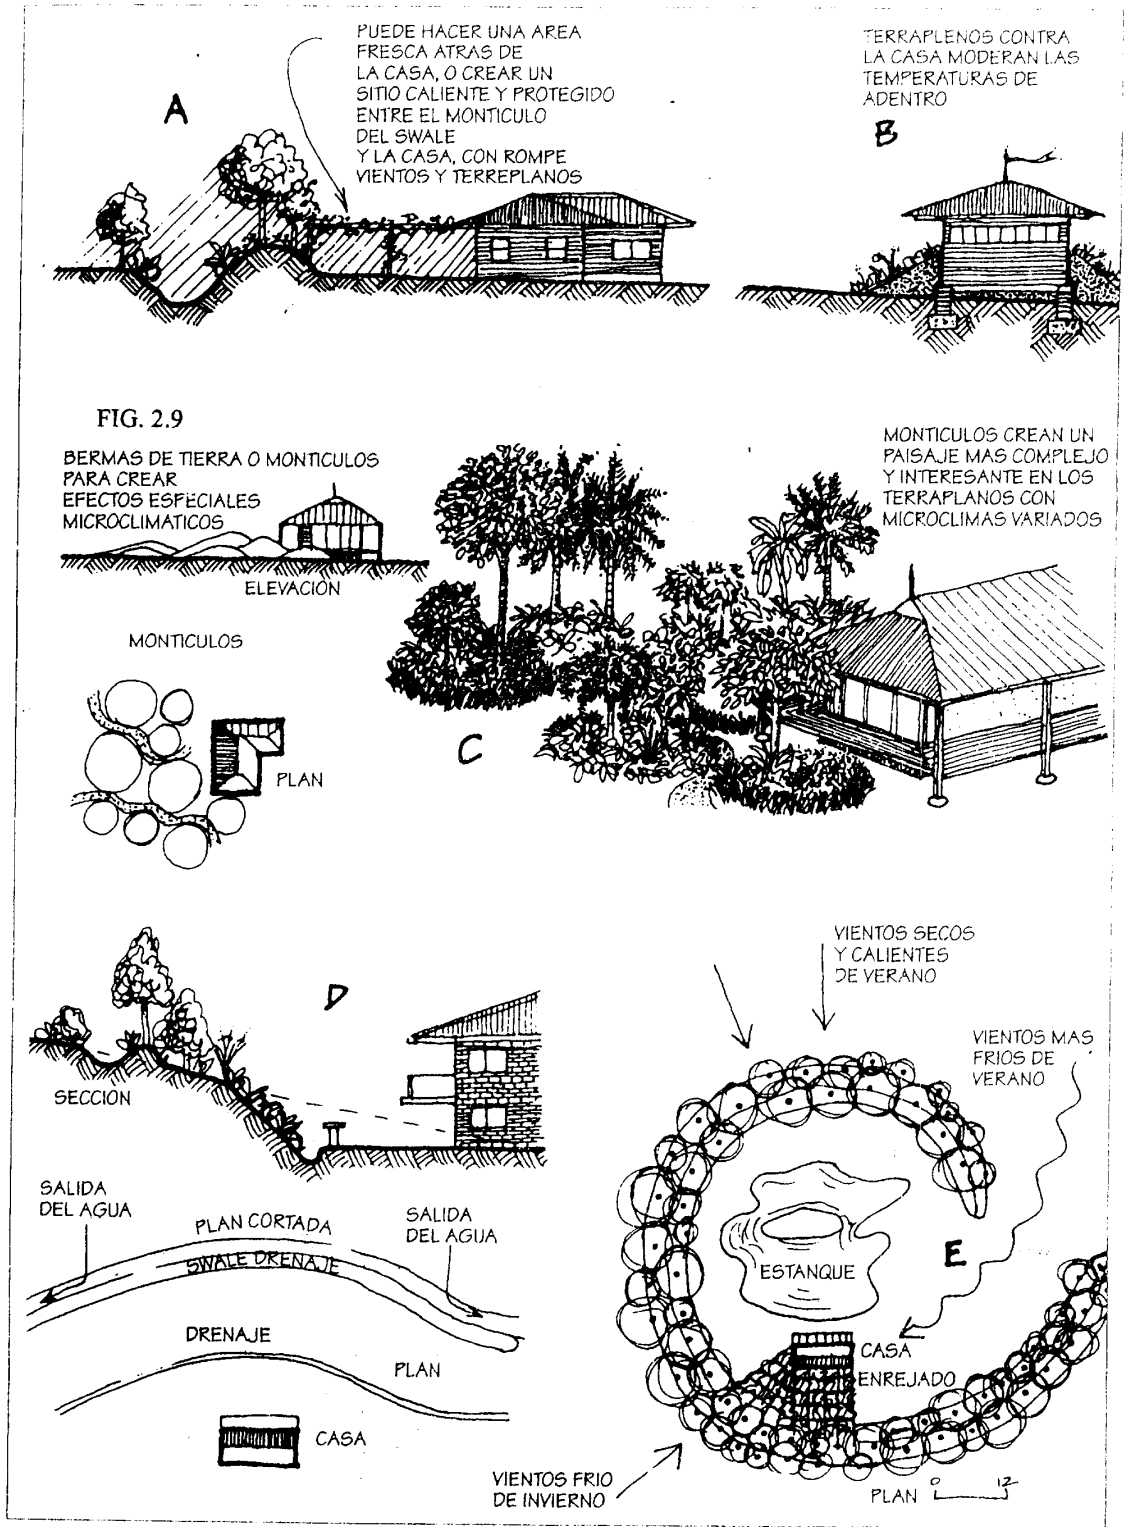 PUEDE HACER UNA AREA
FRESCA ATRAS DE
LA CASA, O CREAR UN
SITIO CALIENTE Y PROTEGIDO
ENTRE EL MONTICULO
DEL SWALE
Y LA CASA, CON ROMPE
VIENTOS Y TERREPLANOS
A
TERRAPLENOS CONTRA
LA CASA MODERAN LAS
TEMPERATURAS DE
ADENTRO
B
FIG. 2.9
BERMAS DE TIERRA O MONTICULOS
PARA CREAR
EFECTOS ESPECIALES
MICROCLIMATICOS
ELEVACIÓN
MONTICULOS
PLAN
MONTICULOS CREAN UN
PAISAJE MAS COMPLEJO
Y INTERESANTE EN LOS
TERRAPLANOS CON
MICROCLIMAS VARIADOS
C
D
SECCION
SALIDA
DEL AGUA
PLAN CORTADA
SWALE DRENAJE
SALIDA
DEL AGUA
DRENAJE
PLAN
CASA
VIENTOS SECOS
Y CALIENTES
DE VERANO
VIENTOS MAS
FRIOS DE
VERANO
E
ESTANQUE
CASA
ENREJADO
VIENTOS FRIO
DE INVIERNO
PLAN
0 12